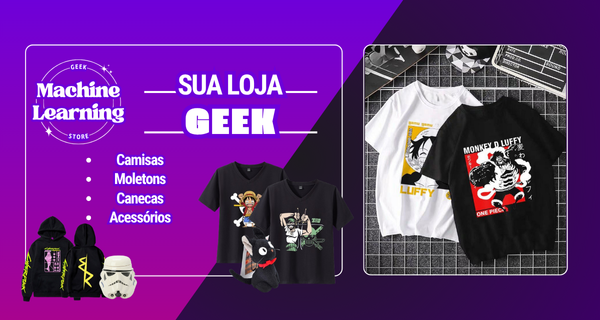 GEEK
Machine
Learning
STORE
SUA LOJA
GEEK
Camisas
Moletons
Canecas
Acessórios
LUFFY
MONKEY D. LUFFY
ONE PIECE